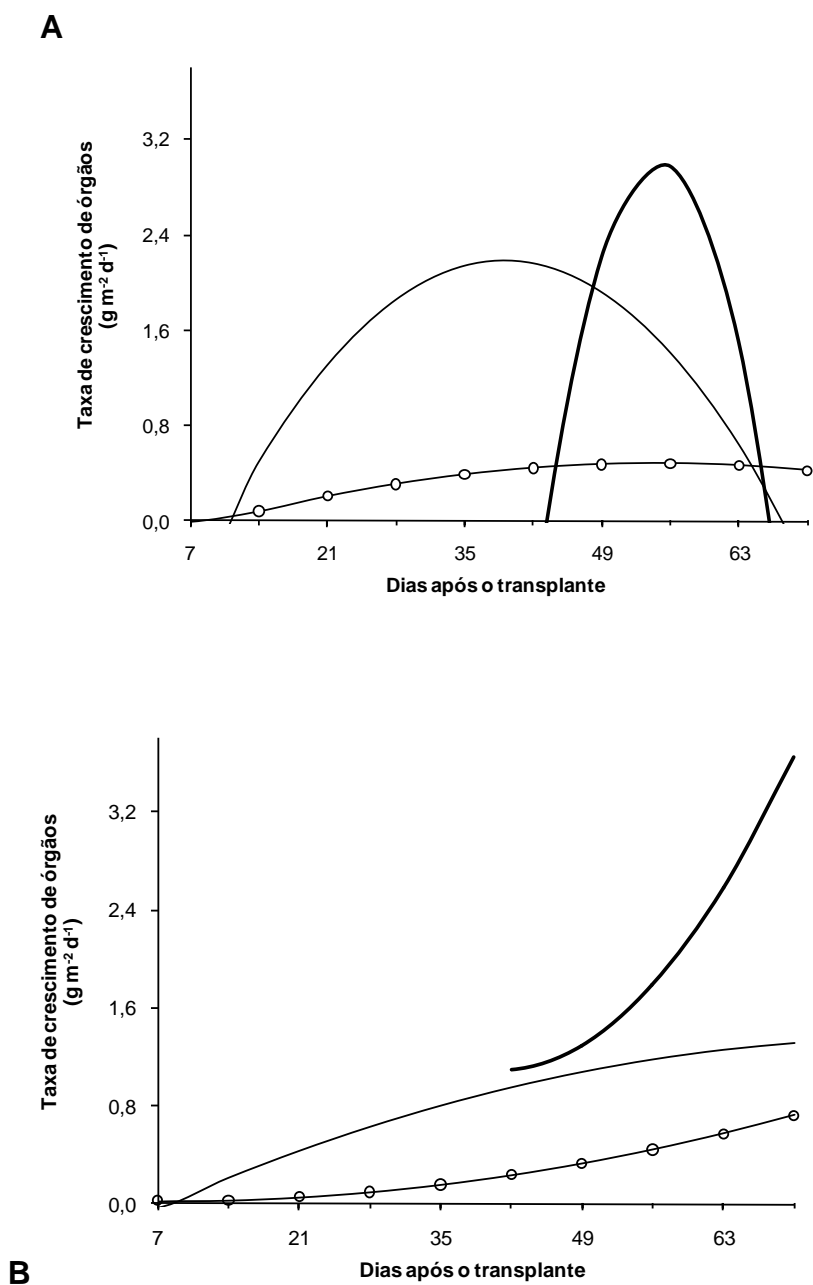 A
Taxa de crescimento de órgãos
(g m-2 d-1)
3,2
2,4
1,6
0,8
0,0
7 21 35 49 63
Dias após o transplante
Taxa de crescimento de órgãos
(g m-2 d-1)
3,2
2,4
1,6
0,8
0,0
7 21 35 49 63
Dias após o transplante
B